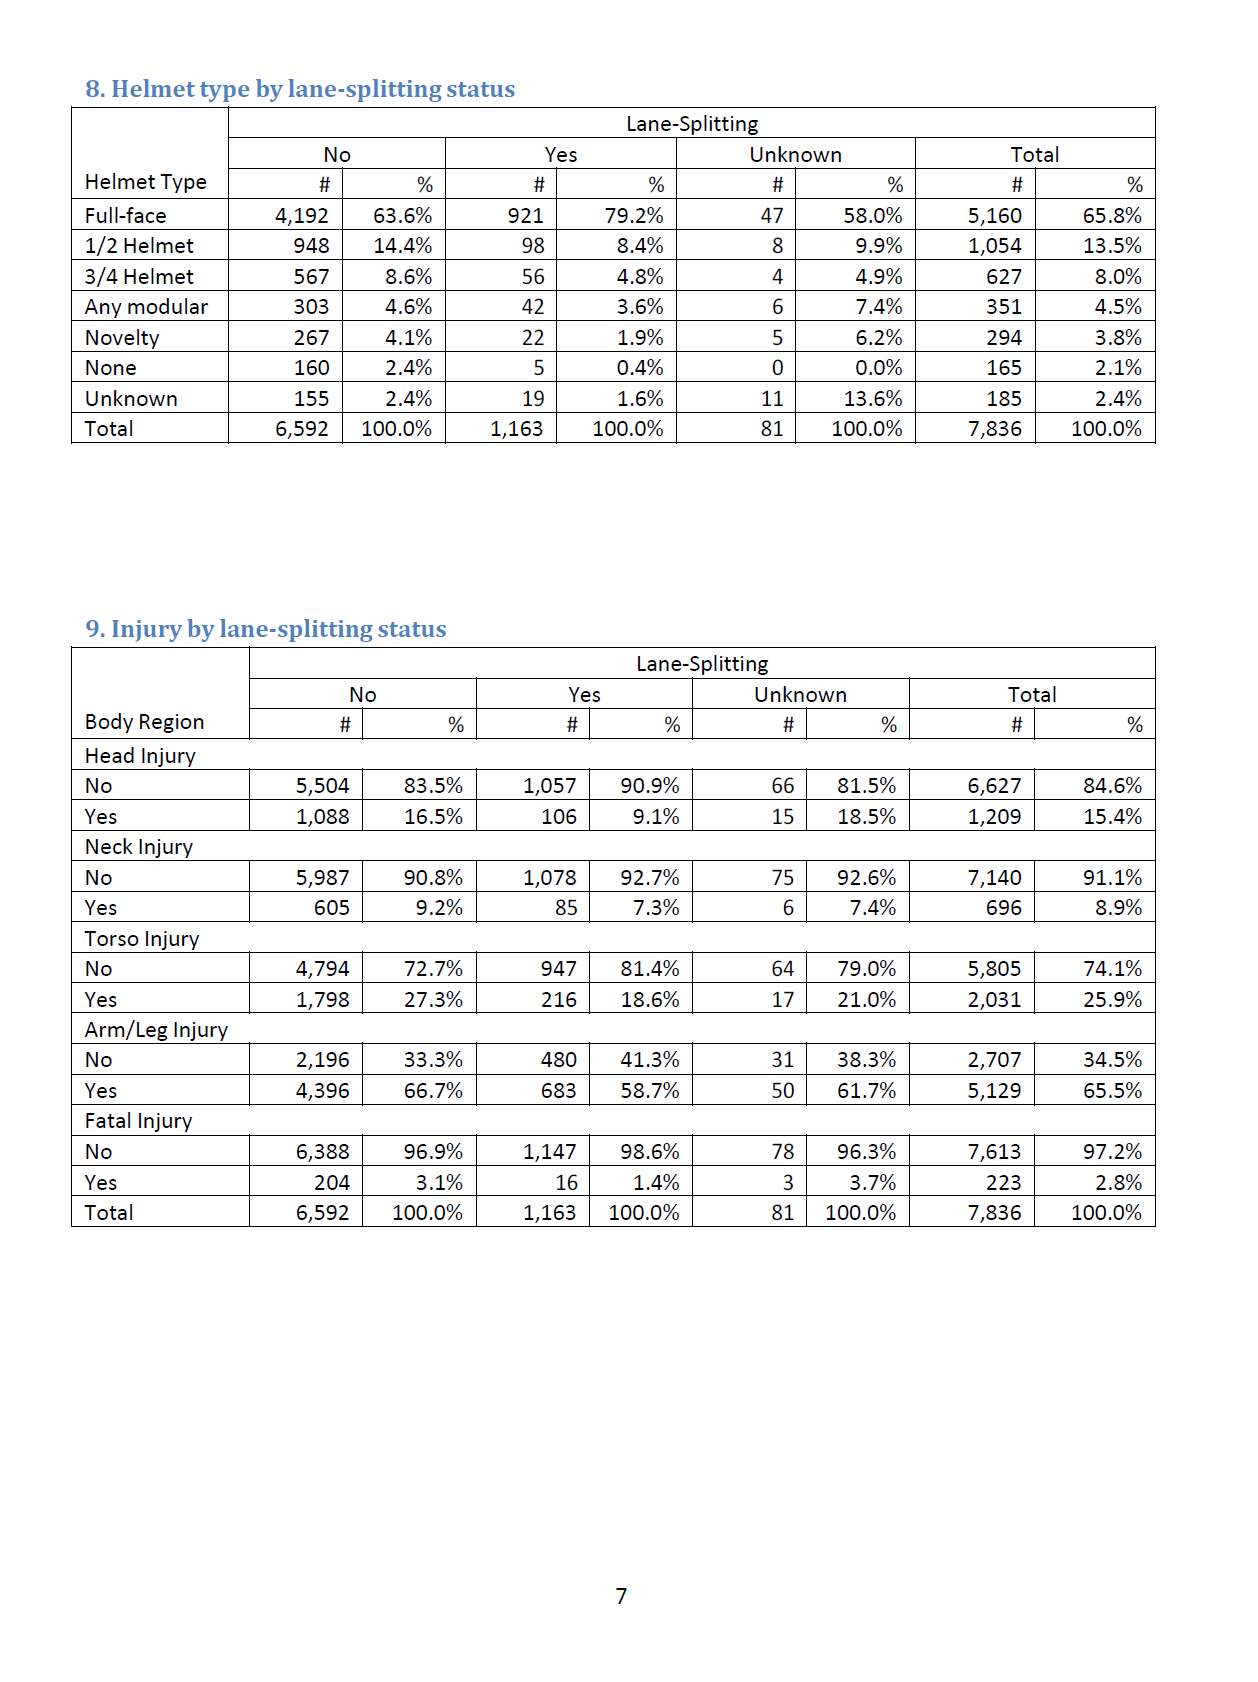 8. Helmet type by lane-splitting status
Lane-Splitting
No Yes Unknown Total
Helmet Type # % # % # % # %
Full-face 4,192 63.6% 921 79.2% 47 58.0% 5,160 65.8%
1/2 Helmet 948 14.4% 98 8.4% 8 9.9% 1,054 13.5%
3/4 Helmet 567 8.6% 56 4.8% 4 4.9% 627 8.0%
Any modular 303 4.6% 42 3.6% 6 7.4% 351 4.5%
Novelty 267 4.1% 22 1.9% 5 6.2% 294 3.8%
None 160 2.4% 5 0.4% 0 0.0% 165 2.1%
Unknown 155 2.4% 19 1.6% 11 13.6% 185 2.4%
Total 6,592 100.0% 1,163 100.0% 81 100.0% 7,836 100.0%
9. Injury by lane-splitting status
Lane-Splitting
No Yes Unknown Total
Body Region # % # % # % # %
Head Injury
No 5,504 83.5% 1,057 90.9% 66 81.5% 6,627 84.6%
Yes 1,088 16.5% 106 9.1% 15 18.5% 1,209 15.4%
Neck Injury
No 5,987 90.8% 1,078 92.7% 75 92.6% 7,140 91.1%
Yes 605 9.2% 85 7.3% 6 7.4% 696 8.9%
Torso Injury
No 4,794 72.7% 947 81.4% 64 79.0% 5,805 74.1%
Yes 1,798 27.3% 216 18.6% 17 21.0% 2,031 25.9%
Arm/Leg Injury
No 2,196 33.3% 480 41.3% 31 38.3% 2,707 34.5%
Yes 4,396 66.7% 683 58.7% 50 61.7% 5,129 65.5%
Fatal Injury
No 6,388 96.9% 1,147 98.6% 78 96.3% 7,613 97.2%
Yes 204 3.1% 16 1.4% 3 3.7% 223 2.8%
Total 6,592 100.0% 1,163 100.0% 81 100.0% 7,836 100.0%
7